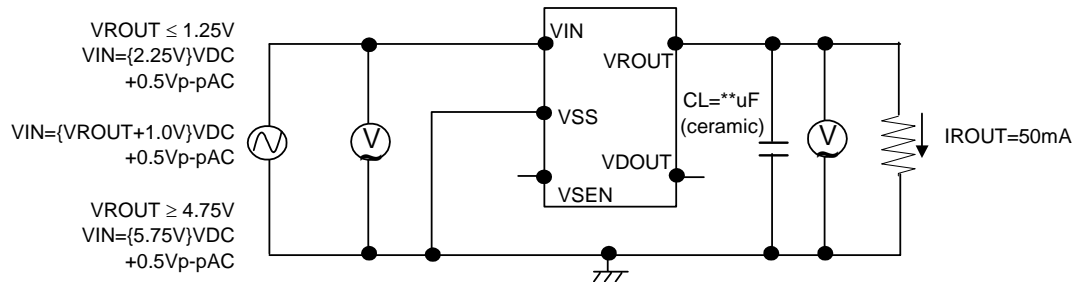 VROUT ≤ 1.25V
VIN={2.25V}VDC
+0.5Vp-pAC
VIN={VROUT+1.0V}VDC
+0.5Vp-pAC
VROUT ≥ 4.75V
VIN={5.75V}VDC
+0.5Vp-pAC
V
VIN
VROUT
VSS
VDOUT
VSEN
CL=**uF
(ceramic)
V
IROUT=50mA